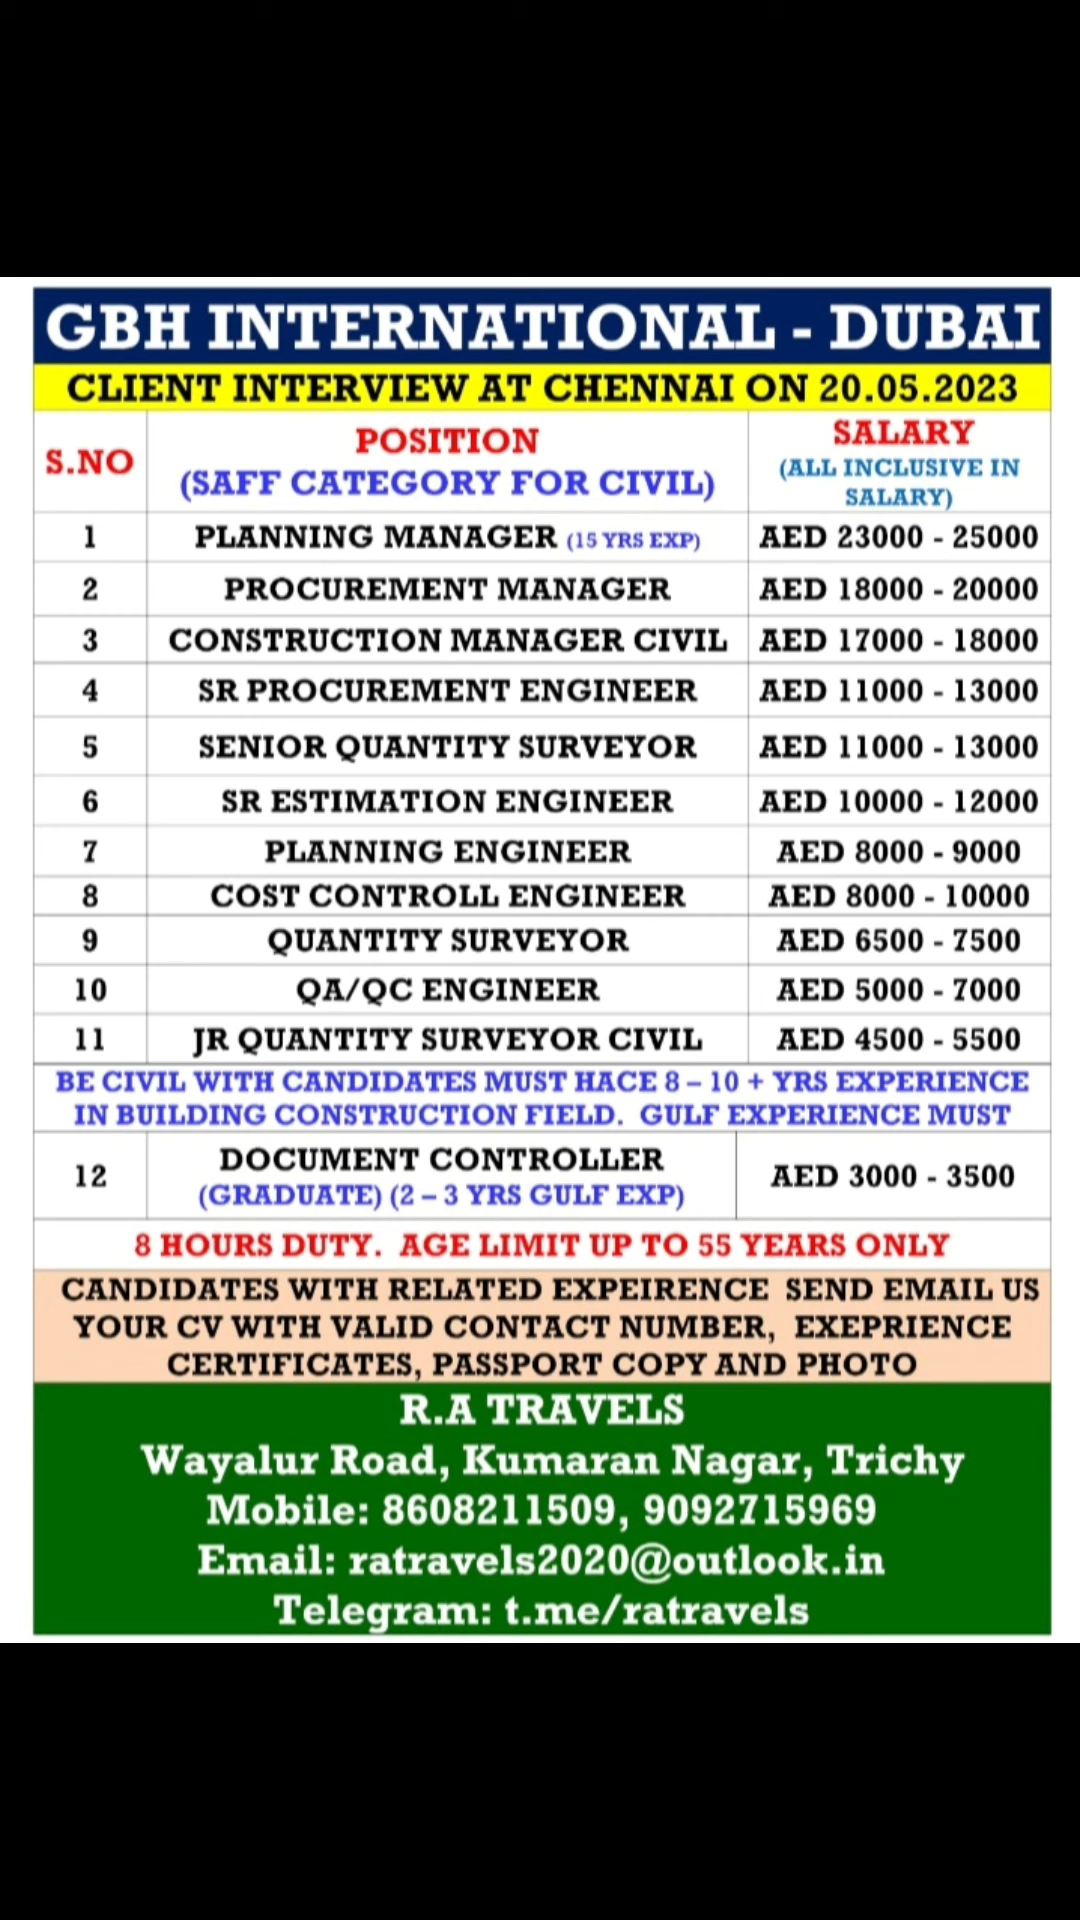 GBH INTERNATIONAL - DUBAI
CLIENT INTERVIEW AT CHENNAI ON 20.05.2023
S.NO
POSITION
(SAFF CATEGORY FOR CIVIL)
SALARY
(ALL INCLUSIVE IN
SALARY)
1 PLANNING MANAGER (15 YRS EXP) AED 23000 - 25000
2 PROCUREMENT MANAGER AED 18000 - 20000
3 CONSTRUCTION MANAGER CIVIL AED 17000 - 18000
4 SR PROCUREMENT ENGINEER AED 11000 - 13000
5 SENIOR QUANTITY SURVEYOR AED 11000 - 13000
6 SR ESTIMATION ENGINEER AED 10000 - 12000
7 PLANNING ENGINEER AED 8000 - 9000
8 COST CONTROLL ENGINEER AED 8000 - 10000
9 QUANTITY SURVEYOR AED 6500 - 7500
10 QA/QC ENGINEER AED 5000 - 7000
11 JR QUANTITY SURVEYOR CIVIL AED 4500 - 5500
BE CIVIL WITH CANDIDATES MUST HACE 8 – 10 + YRS EXPERIENCE
IN BUILDING CONSTRUCTION FIELD. GULF EXPERIENCE MUST
12
DOCUMENT CONTROLLER
(GRADUATE) (2 – 3 YRS GULF EXP)
AED 3000 - 3500
8 HOURS DUTY. AGE LIMIT UP TO 55 YEARS ONLY
CANDIDATES WITH RELATED EXPEIRENCE SEND EMAIL US
YOUR CV WITH VALID CONTACT NUMBER, EXEPRIENCE
CERTIFICATES, PASSPORT COPY AND PHOTO
R.A TRAVELS
Wayalur Road, Kumaran Nagar, Trichy
Mobile: 8608211509, 9092715969
Email: ratravels2020@outlook.in
Telegram: t.me/ratravels